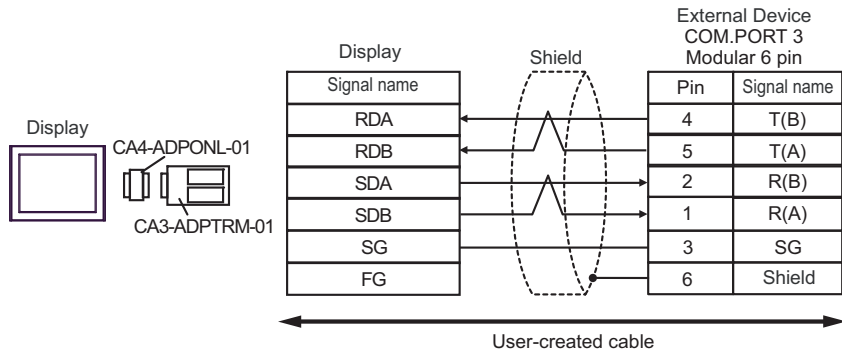 External Device
COM.PORT 3
Modular 6 pin
Display
Shield
Signal name
Pin Signal name
RDA 4 T(B)
RDB 5 T(A)
SDA 2 R(B)
SDB 1 R(A)
SG 3 SG
FG 6 Shield
Display
CA4-ADPONL-01
CA3-ADPTRM-01
User-created cable